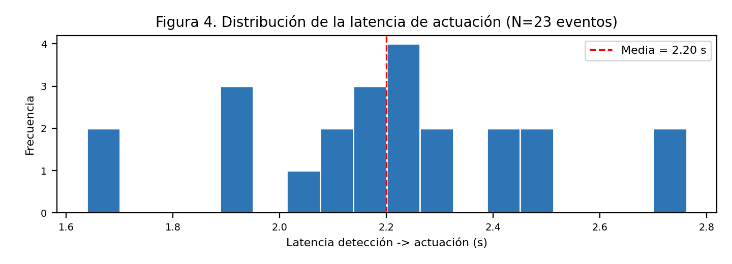 Figura 4. Distribución de la latencia de actuación (N=23 eventos)
Media = 2.20 s
Frecuencia
4
3
2
1
0
1.6 1.8 2.0 2.2 2.4 2.6 2.8
Latencia detección -> actuación (s)